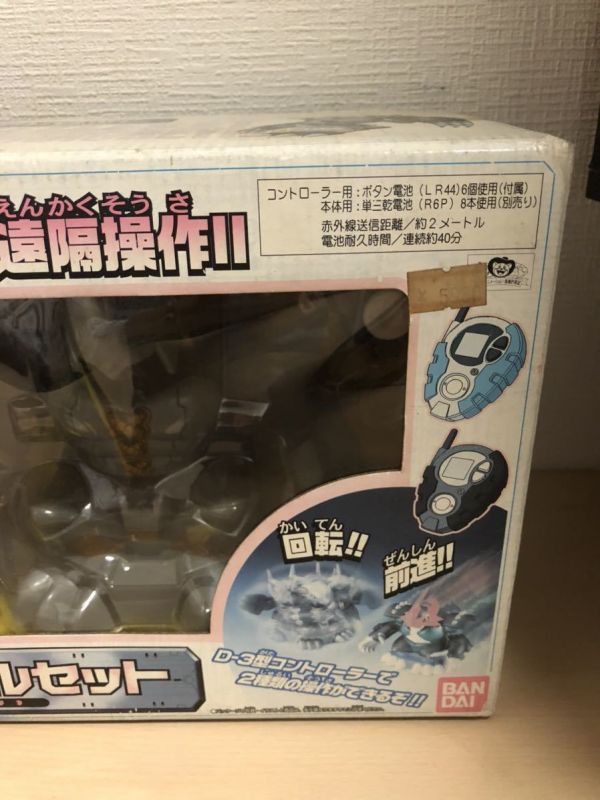 えんかくそう さ
遠隔操作!!
コントローラー用：ボタン電池（LR44)6個使用(付属)
本体用：単三乾電池（R6P）8本使用(別売り)
赤外線送信距離／約2メートル
電池耐久時間／連続約40分
かいてん
回転!!
ぜんしん
前進!!
がた
D-3型コントローラーで
2種類の操作ができるぞ!!
ルセット
BAN
DAI